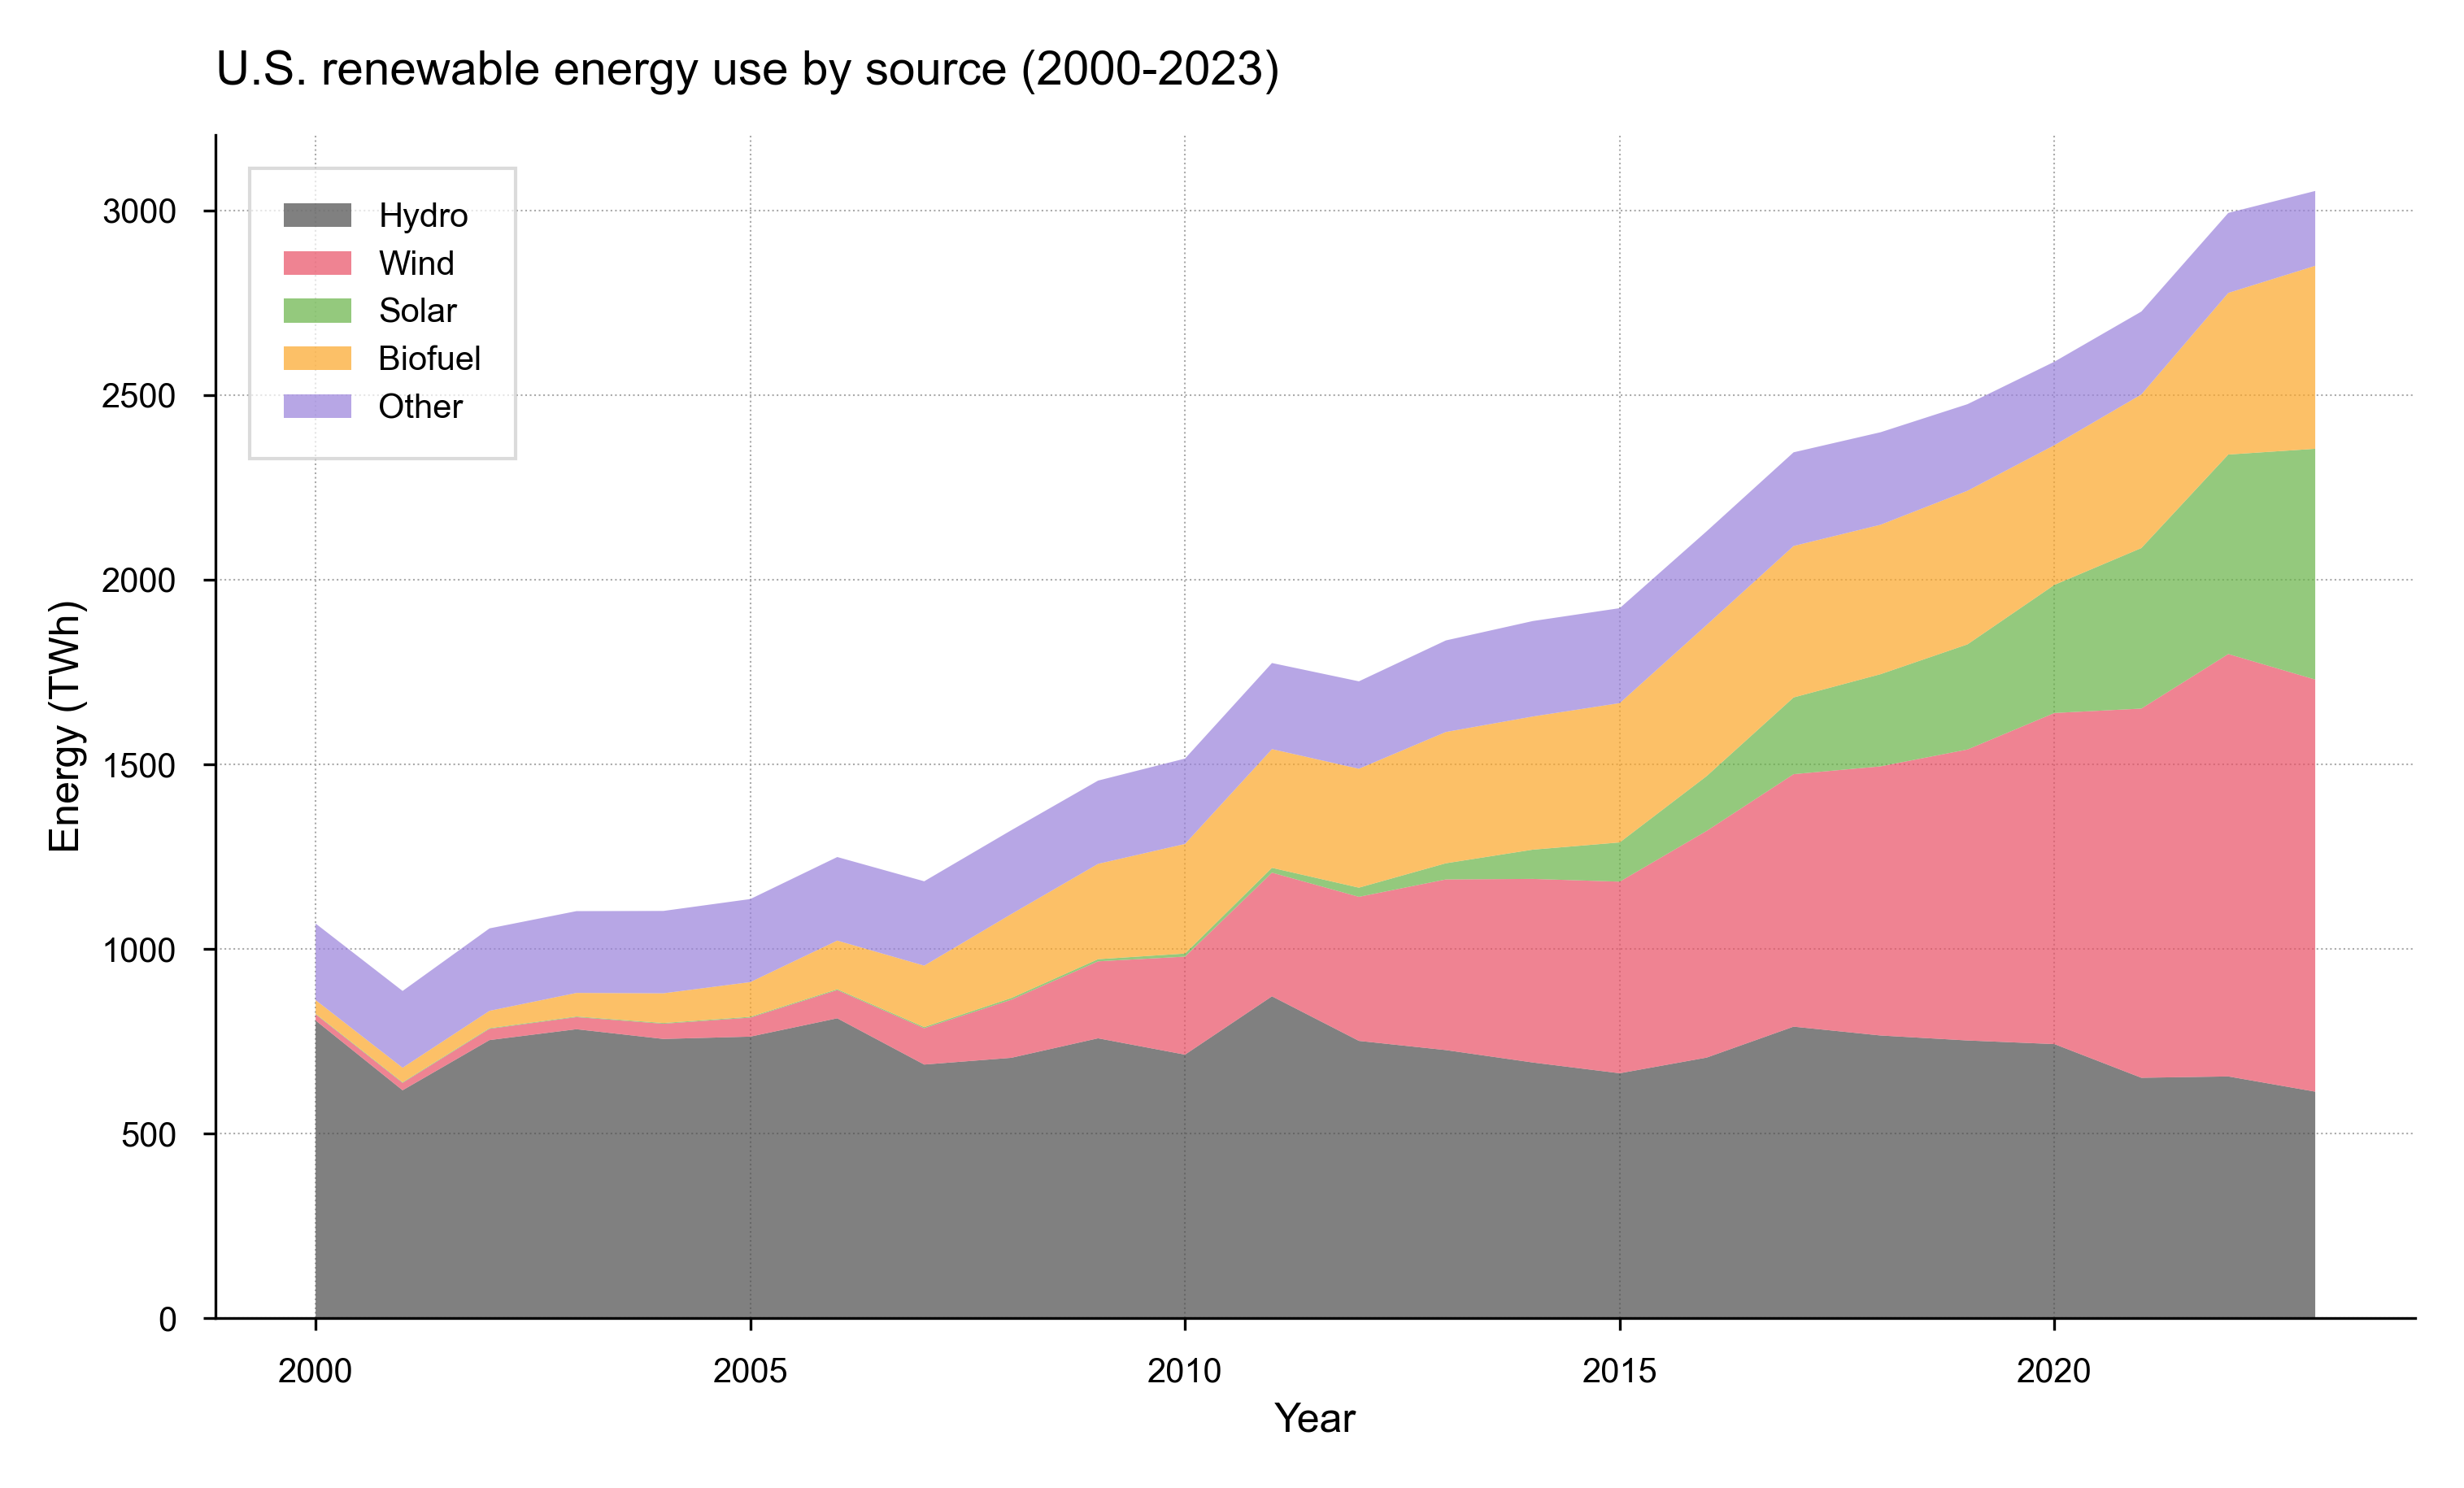 U.S. renewable energy use by source (2000-2023)
Hydro
Wind
Solar
Biofuel
Other
3000
2500
2000
1500
1000
500
0
Energy (TWh)
2000
2005
2010
2015
2020
Year